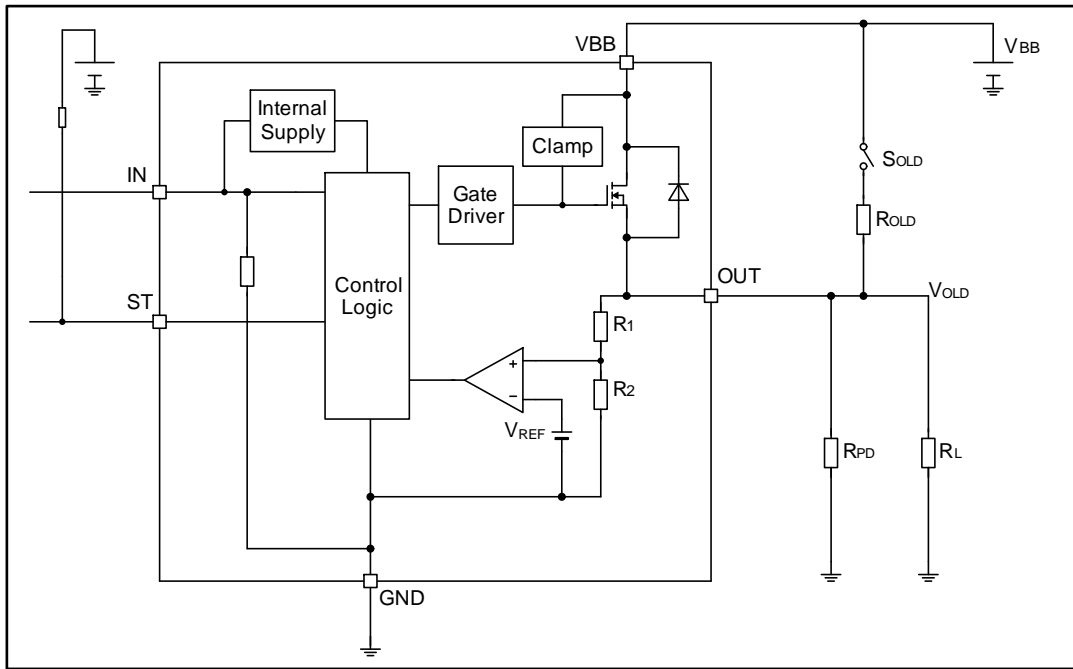 VBB
VBB
Internal
Supply
Clamp
SOLD
IN
Gate
Driver
ROLD
Control
Logic
OUT
VOLD
ST
R1
+
R2
−
VREF
RPD
RL
GND